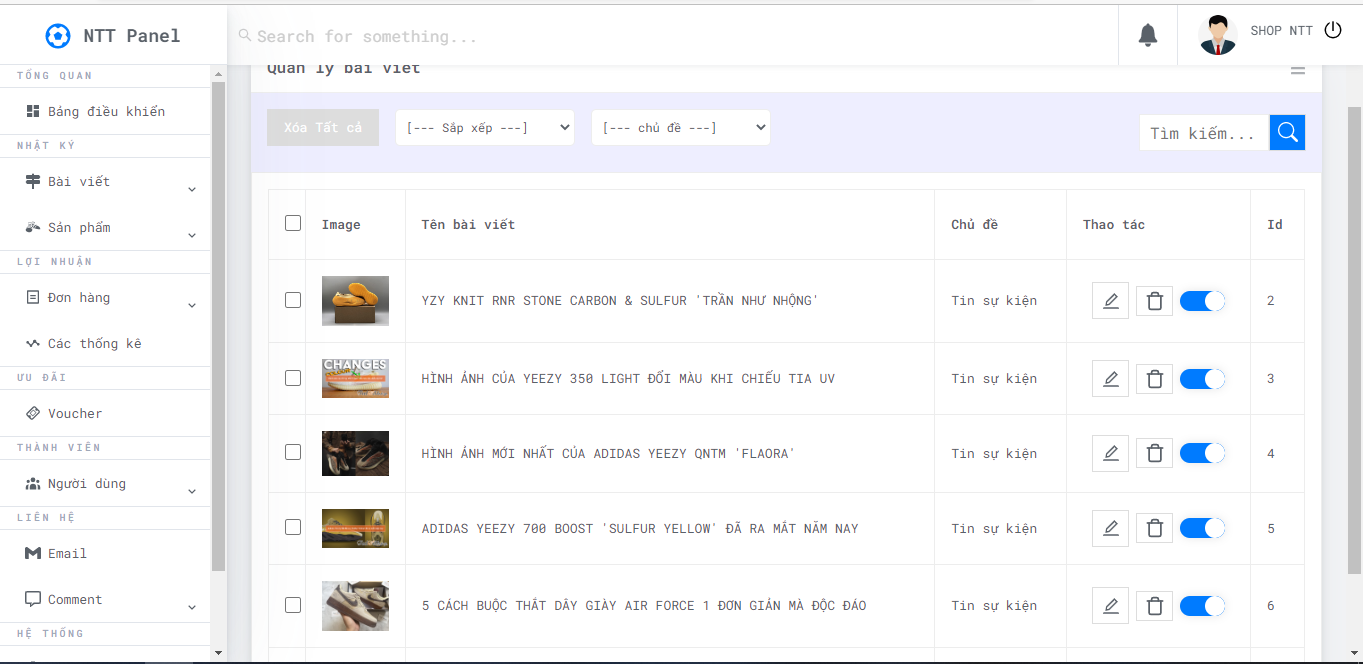 NTT Panel
Search for something...
SHOP NTT
TỔNG QUAN
Bảng điều khiển
NHẬT KÝ
Bài viết
Sản phẩm
LỢI NHUẬN
Đơn hàng
Các thống kê
ƯU ĐÃI
Voucher
THÀNH VIÊN
Người dùng
LIÊN HỆ
Email
Comment
HỆ THỐNG
Quản lý bài viết
Xóa Tất cả
[--- Sắp xếp ---]
[--- chủ đề ---]
Tìm kiếm...
Image Tên bài viết Chủ đề Thao tác Id
YZY KNIT RNR STONE CARBON & SULFUR 'TRẦN NHƯ NHỘNG' Tin sự kiện 2
CHANGES
HÌNH ẢNH CỦA YEEZY 350 LIGHT ĐỔI MÀU KHI CHIẾU TIA UV Tin sự kiện 3
HÌNH ẢNH MỚI NHẤT CỦA ADIDAS YEEZY QNTM 'FLAORA' Tin sự kiện 4
ADIDAS YEEZY 700 BOOST 'SULFUR YELLOW' ĐÃ RA MẮT NĂM NAY Tin sự kiện 5
5 CÁCH BUỘC THẮT DÂY GIÀY AIR FORCE 1 ĐƠN GIẢN MÀ ĐỘC ĐÁO Tin sự kiện 6